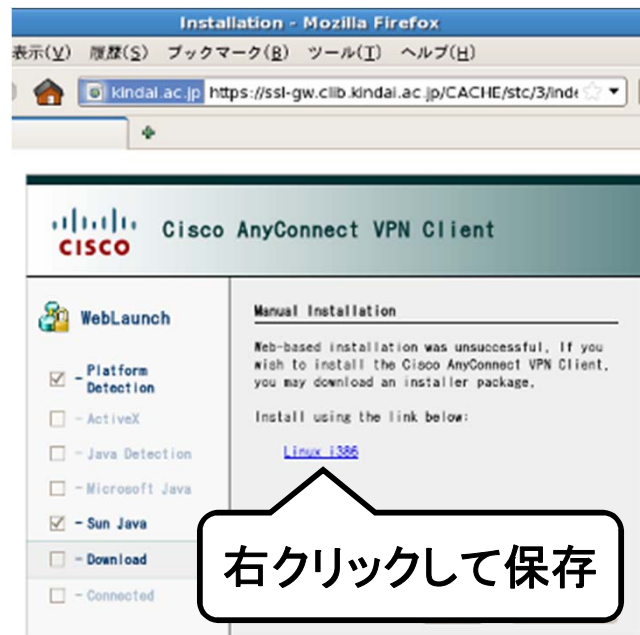 Installation - Mozilla Firefox
表示(V) 履歴(S) ブックマーク(B) ツール(T) ヘルプ(H)
kindai.ac.jp https://ssl-gw.clib.kindai.ac.jp/CACHE/stc/3/inde
CISCO
Cisco AnyConnect VPN Client
WebLaunch
- Platform
Detection
- ActiveX
- Java Detection
- Microsoft Java
- Sun Java
- Download
- Connected
Manual Installation
Web-based installation was unsuccessful. If you
wish to install the Cisco AnyConnect VPN Client,
you may download an installer package.
Install using the link below:
Linux i386
右クリックして保存